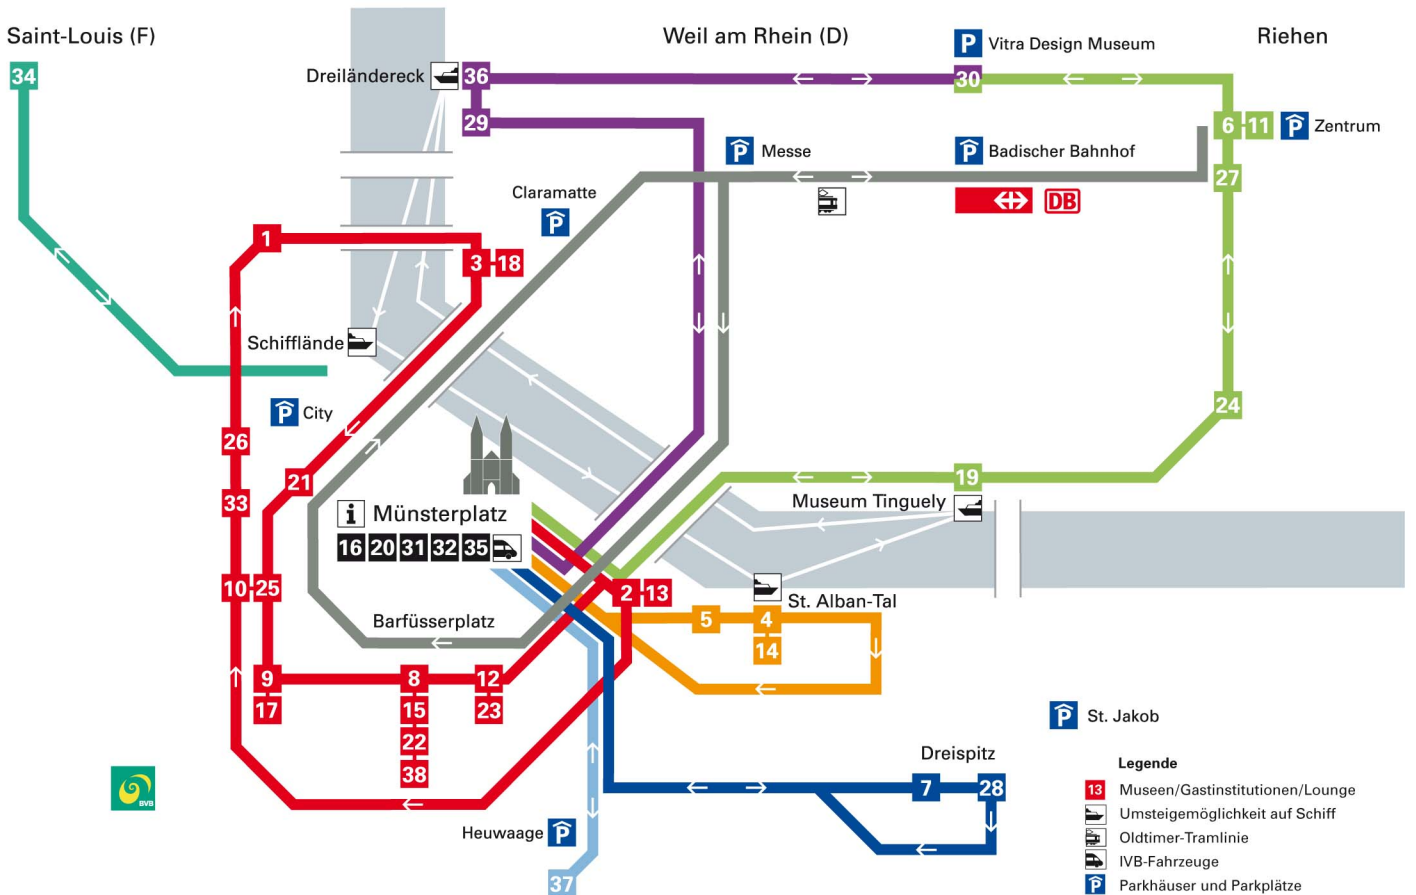 Saint-Louis (F)
Weil am Rhein (D)
P Vitra Design Museum
Riehen
34
Dreiländereck
36
30
29
6 11 P Zentrum
P Messe
P Badischer Bahnhof
27
Claramatte
P
DB
1
3 18
Schifflände
P City
24
26
21
19
33
Museum Tinguely
i Münsterplatz
16 20 31 32 35
10 25
2 13
St. Alban-Tal
Barfüsserplatz
5 4
14
9 8 12
17 15 23
22
38
P St. Jakob
Dreispitz
7 28
BVB
Heuwaage P
37
Legende
13 Museen/Gastinstitutionen/Lounge
Umsteigemöglichkeit auf Schiff
Oldtimer-Tramlinie
IVB-Fahrzeuge
P Parkhäuser und Parkplätze